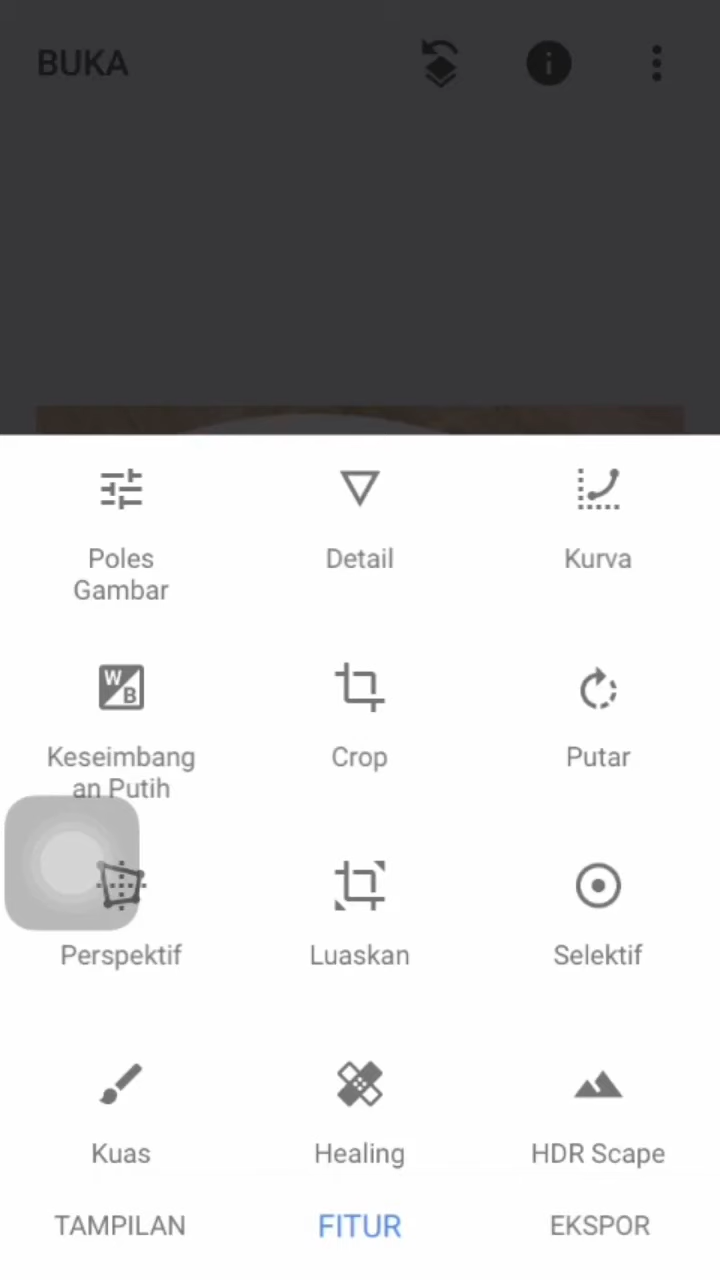 BUKA
Poles
Gambar
Detail
Kurva
W
B
Keseimbang
an Putih
Crop
Putar
Perspektif
Luaskan
Selektif
Kuas
Healing
HDR Scape
TAMPILAN
FITUR
EKSPOR